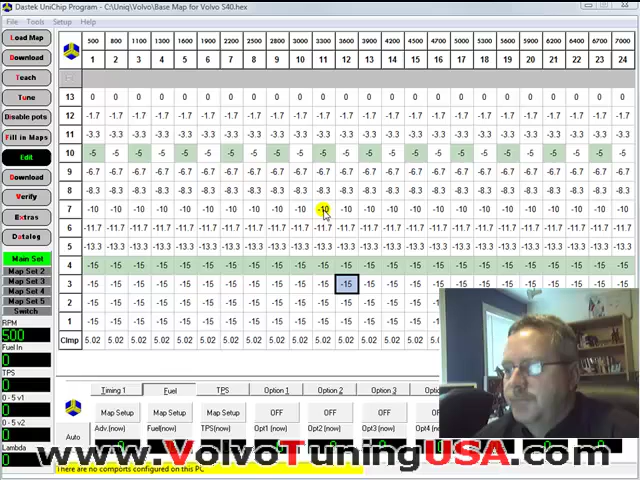 Dastek UniChip Program - C:\Uniq\Volvo\Base Map for Volvo S40.hex
File Tools Setup Help
Load Map 500 800 1100 1400 1600 1900 2200 2500 2800 3000 3300 3600 3900 4200 4500 4700 5000 5300 5600 5900 6100 6400 6700 7000
1 2 3 4 5 6 7 8 9 10 11 12 13 14 15 16 17 18 19 20 21 22 23 24
Download
Teach
Tune 13 0 0 0 0 0 0 0 0 0 0 0 0 0 0 0 0 0 0 0 0 0 0 0 0
Disable pots 12 -1.7 -1.7 -1.7 -1.7 -1.7 -1.7 -1.7 -1.7 -1.7 -1.7 -1.7 -1.7 -1.7 -1.7 -1.7 -1.7 -1.7 -1.7 -1.7 -1.7 -1.7 -1.7 -1.7 -1.7
Fill in Maps 11 -3.3 -3.3 -3.3 -3.3 -3.3 -3.3 -3.3 -3.3 -3.3 -3.3 -3.3 -3.3 -3.3 -3.3 -3.3 -3.3 -3.3 -3.3 -3.3 -3.3 -3.3 -3.3 -3.3 -3.3
Edit 10 -5 -5 -5 -5 -5 -5 -5 -5 -5 -5 -5 -5 -5 -5 -5 -5 -5 -5 -5 -5 -5 -5 -5 -5
Download 9 -6.7 -6.7 -6.7 -6.7 -6.7 -6.7 -6.7 -6.7 -6.7 -6.7 -6.7 -6.7 -6.7 -6.7 -6.7 -6.7 -6.7 -6.7 -6.7 -6.7 -6.7 -6.7 -6.7 -6.7
Verify 8 -8.3 -8.3 -8.3 -8.3 -8.3 -8.3 -8.3 -8.3 -8.3 -8.3 -8.3 -8.3 -8.3 -8.3 -8.3 -8.3 -8.3 -8.3 -8.3 -8.3 -8.3 -8.3 -8.3 -8.3
Extras 7 -10 -10 -10 -10 -10 -10 -10 -10 -10 -10 -10 -10 -10 -10 -10 -10 -10 -10 -10 -10 -10 -10 -10 -10
Datalog 6 -11.7 -11.7 -11.7 -11.7 -11.7 -11.7 -11.7 -11.7 -11.7 -11.7 -11.7 -11.7 -11.7 -11.7 -11.7 -11.7 -11.7 -11.7 -11.7 -11.7 -11.7 -11.7 -11.7 -11.7
5 -13.3 -13.3 -13.3 -13.3 -13.3 -13.3 -13.3 -13.3 -13.3 -13.3 -13.3 -13.3 -13.3 -13.3 -13.3 -13.3 -13.3 -13.3 -13.3 -13.3 -13.3 -13.3 -13.3 -13.3
Main Set 4 -15 -15 -15 -15 -15 -15 -15 -15 -15 -15 -15 -15 -15 -15 -15 -15 -15 -15 -15 -15 -15 -15 -15 -15
Map Set 2
Map Set 3 3 -15 -15 -15 -15 -15 -15 -15 -15 -15 -15 -15 -15 -15 -15 -15 -15 -15 -15 -15 -15 -15 -15 -15 -15
Map Set 4
Map Set 5 2 -15 -15 -15 -15 -15 -15 -15 -15 -15 -15 -15 -15 -15 -15 -15
Switch
RPM 1 -15 -15 -15 -15 -15 -15 -15 -15 -15 -15 -15 -15 -15 -15 -15
500
Clmp 5.02 5.02 5.02 5.02 5.02 5.02 5.02 5.02 5.02 5.02 5.02 5.02 5.02 5.02 5.02
Fuel In
0
TPS
0
0 - 5 v1 Timing 1 Fuel TPS Option 1 Option 2 Option 3
0 Map Setup Map Setup Map Setup OFF OFF OFF OFF
0 - 5 v2 Auto Adv.(now) Fuel(now) TPS(now) Opt1 (now) Opt2 (now) Opt3 (now) Opt4 (now)
0
Lambda
0
www.VolvoTuningUSA.com
There are no comports configured on this PC